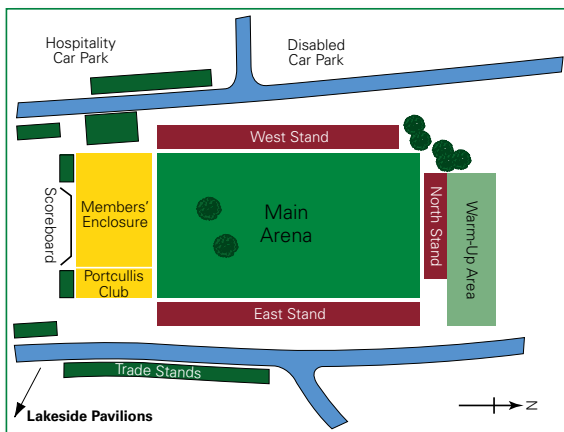 Hospitality
Car Park
Disabled
Car Park
West Stand
Scoreboard
Members'
Enclosure
Main
Arena
North Stand
Warm-Up Area
Portcullis
Club
East Stand
Trade Stands
Lakeside Pavilions
N